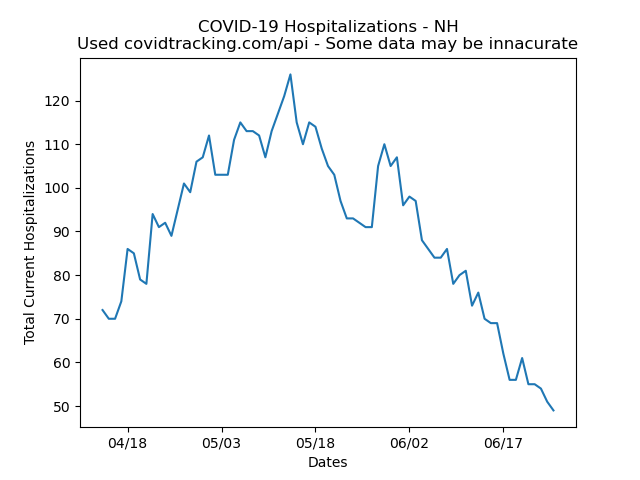 COVID-19 Hospitalizations - NH
Used covidtracking.com/api - Some data may be innacurate
120
110
100
90
80
70
60
50
Total Current Hospitalizations
04/18 05/03 05/18 06/02 06/17
Dates